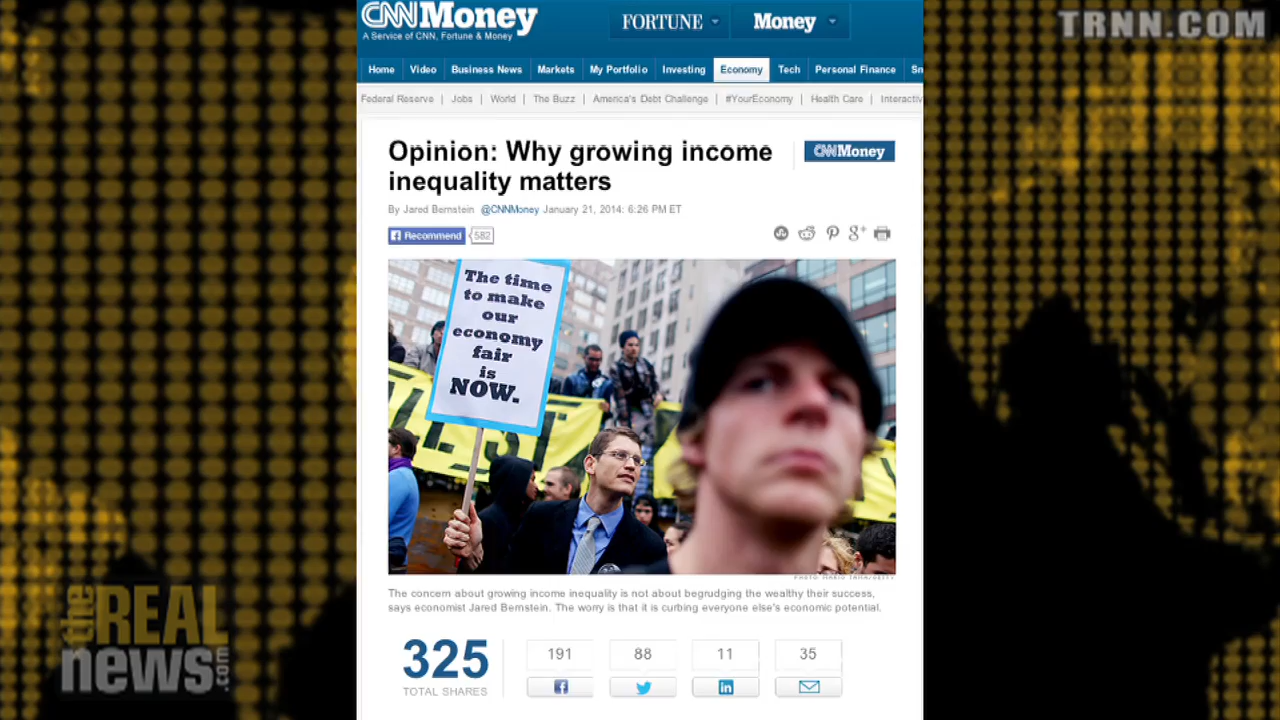 CNNMoney
A Service of CNN, Fortune & Money
FORTUNE
Money
TRNN.COM
Home Video Business News Markets My Portfolio Investing Economy Tech Personal Finance Sm
Federal Reserve | Jobs | World | The Buzz | America's Debt Challenge | #YourEconomy | Health Care | Interactiv
Opinion: Why growing income
inequality matters
CNNMoney
By Jared Bernstein @CNNMoney January 21, 2014: 6:26 PM ET
Recommend 582
The time
to make
our
economy
fair
is
NOW.
The concern about growing income inequality is not about begrudging the wealthy their success,
says economist Jared Bernstein. The worry is that it is curbing everyone else's economic potential.
325
TOTAL SHARES
191
88
11
35
the REAL
news.com